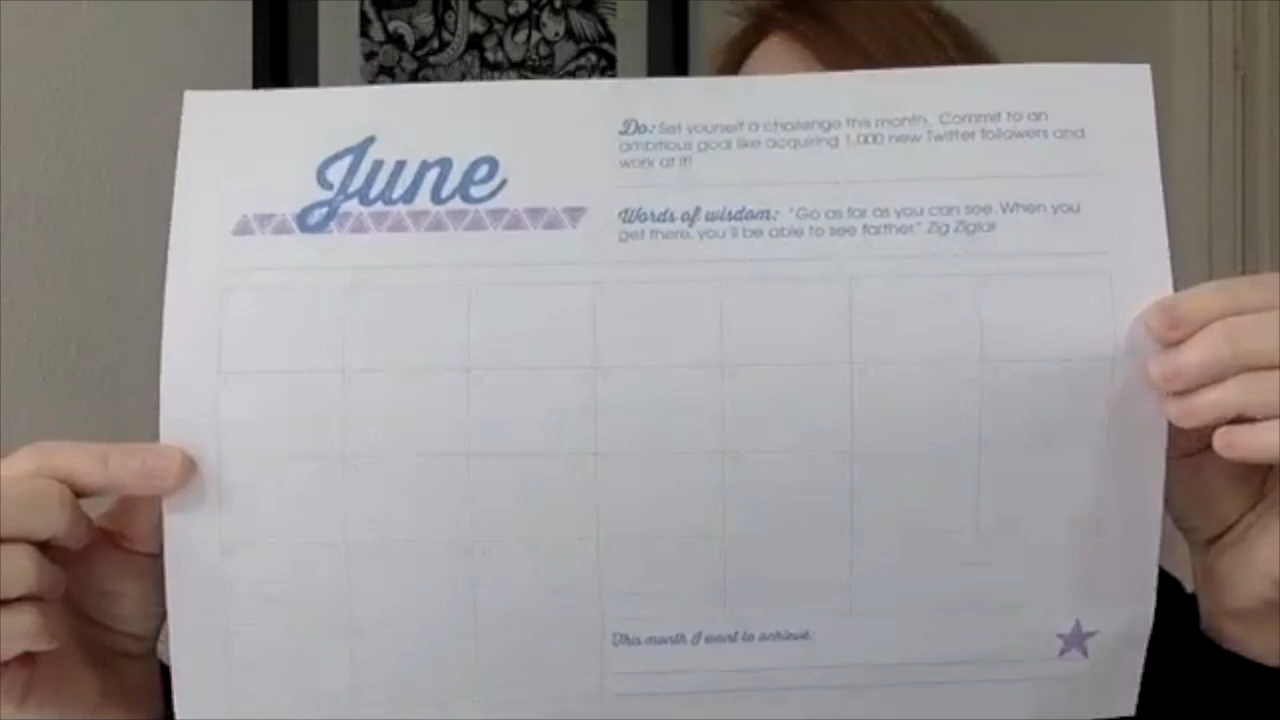 June
Do: Set yourself a challenge this month. Commit to an
ambitious goal like acquiring 1,000 new Twitter followers and
work at it!
Words of wisdom: "Go as far as you can see. When you
get there, you'll be able to see farther." Zig Ziglar
This month I want to achieve: